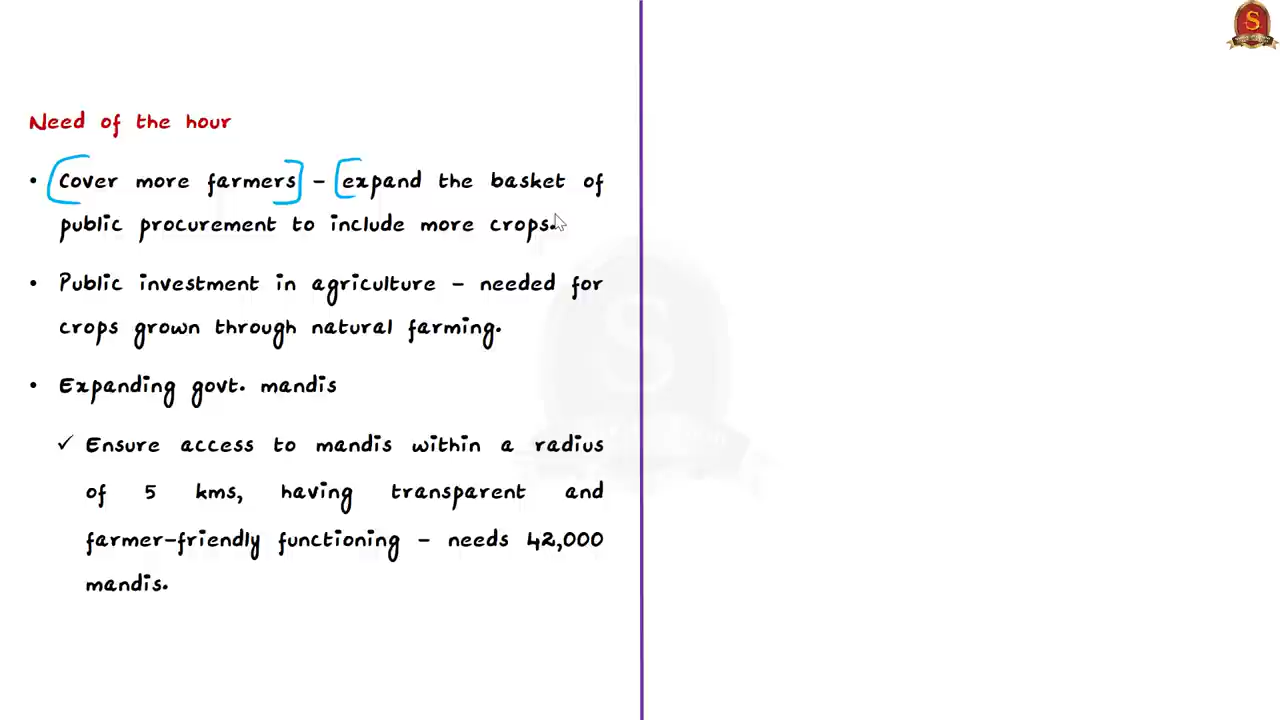 Need of the hour
• Cover more farmers – expand the basket of
public procurement to include more crops.
• Public investment in agriculture – needed for
crops grown through natural farming.
• Expanding govt. mandis
✓ Ensure access to mandis within a radius
of 5 kms, having transparent and
farmer-friendly functioning – needs 42,000
mandis.